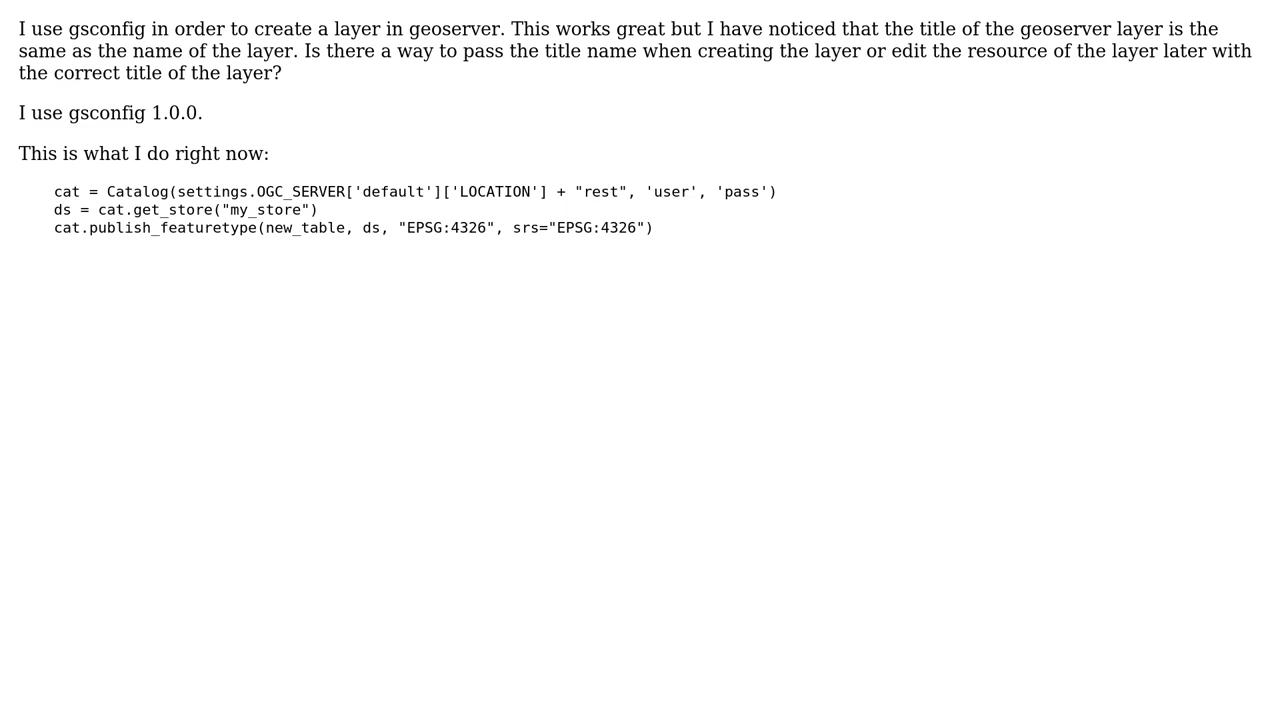 I use gsconfig in order to create a layer in geoserver. This works great but I have noticed that the title of the geoserver layer is the
same as the name of the layer. Is there a way to pass the title name when creating the layer or edit the resource of the layer later with
the correct title of the layer?
I use gsconfig 1.0.0.
This is what I do right now:
cat = Catalog(settings.OGC_SERVER['default']['LOCATION'] + "rest", 'user', 'pass')
ds = cat.get_store("my_store")
cat.publish_featuretype(new_table, ds, "EPSG:4326", srs="EPSG:4326")